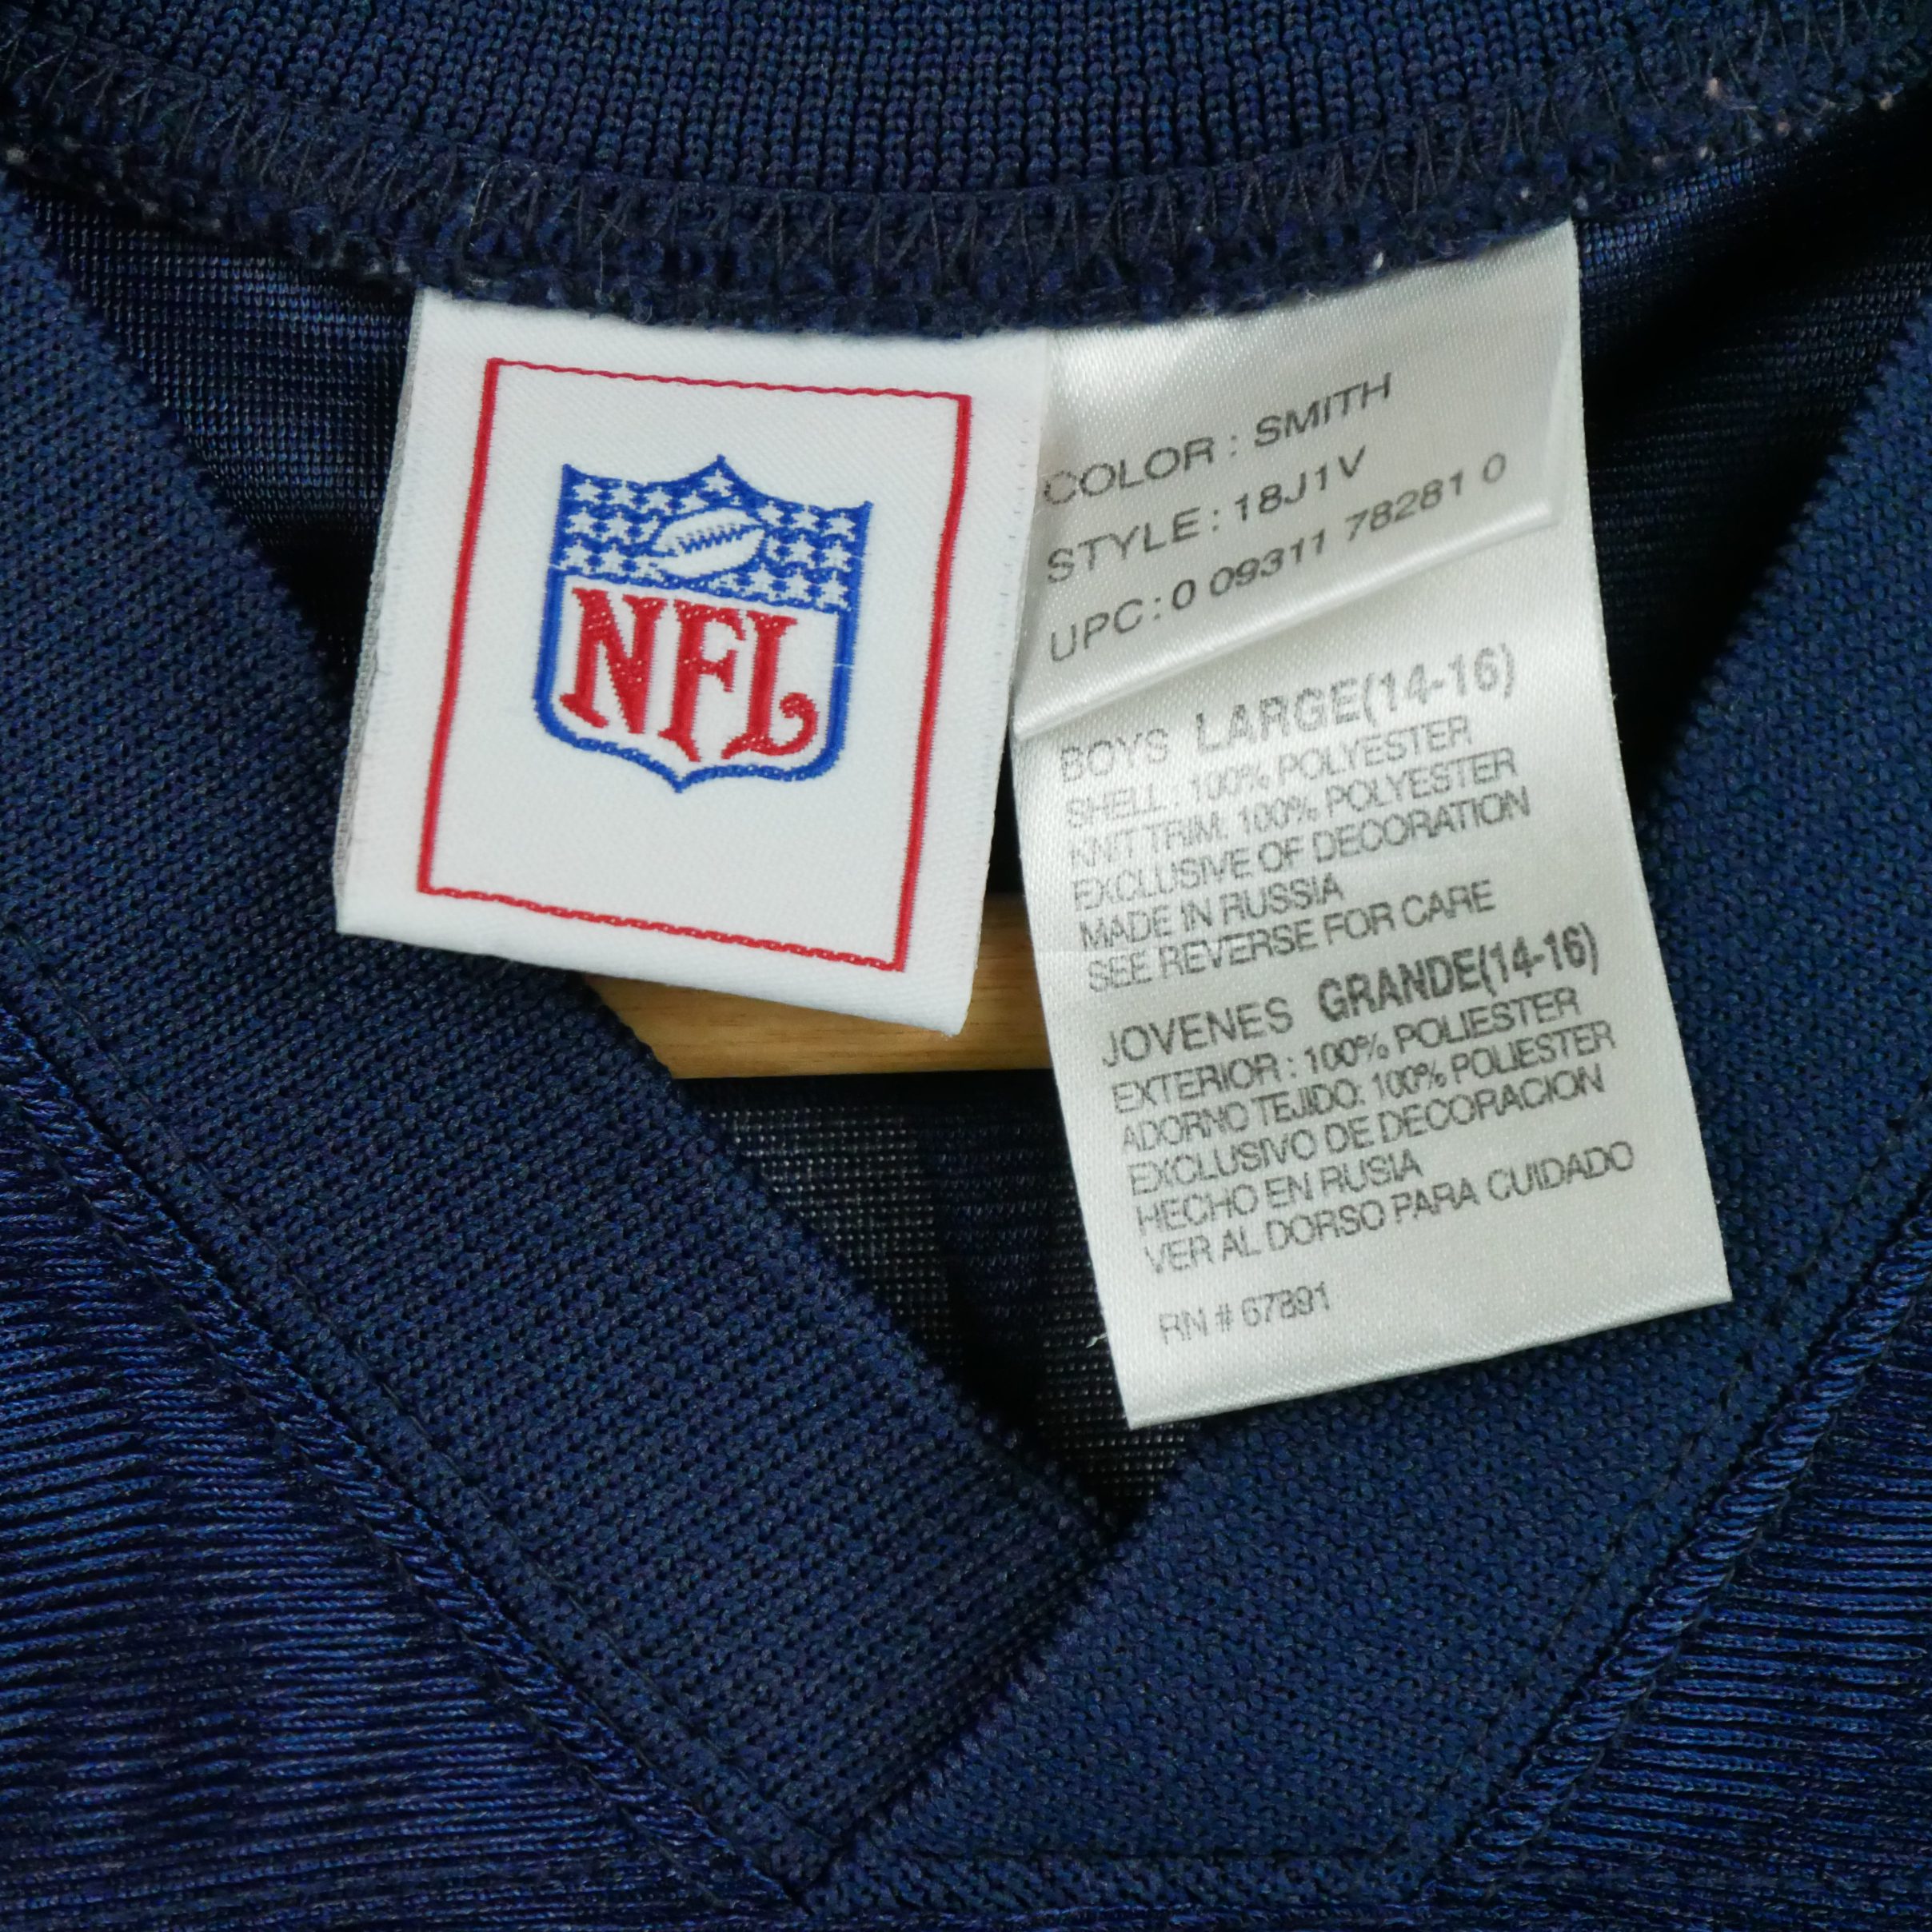 NFL
COLOR : SMITH
STYLE : 18J1V
UPC : 0 09311 78281 0
BOYS LARGE(14-16)
SHELL : 100% POLYESTER
KNIT TRIM: 100% POLYESTER
EXCLUSIVE OF DECORATION
MADE IN RUSSIA
SEE REVERSE FOR CARE
JOVENES GRANDE(14-16)
EXTERIOR : 100% POLIESTER
ADORNO TEJIDO: 100% POLIESTER
EXCLUSIVO DE DECORACION
HECHO EN RUSIA
VER AL DORSO PARA CUIDADO
RN # 67891